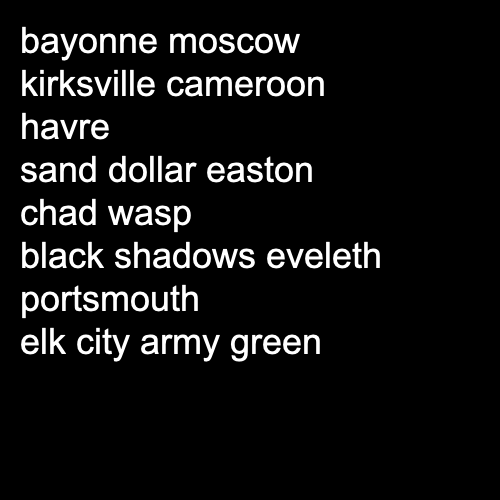 bayonne moscow
kirksville cameroon
havre
sand dollar easton
chad wasp
black shadows eveleth
portsmouth
elk city army green